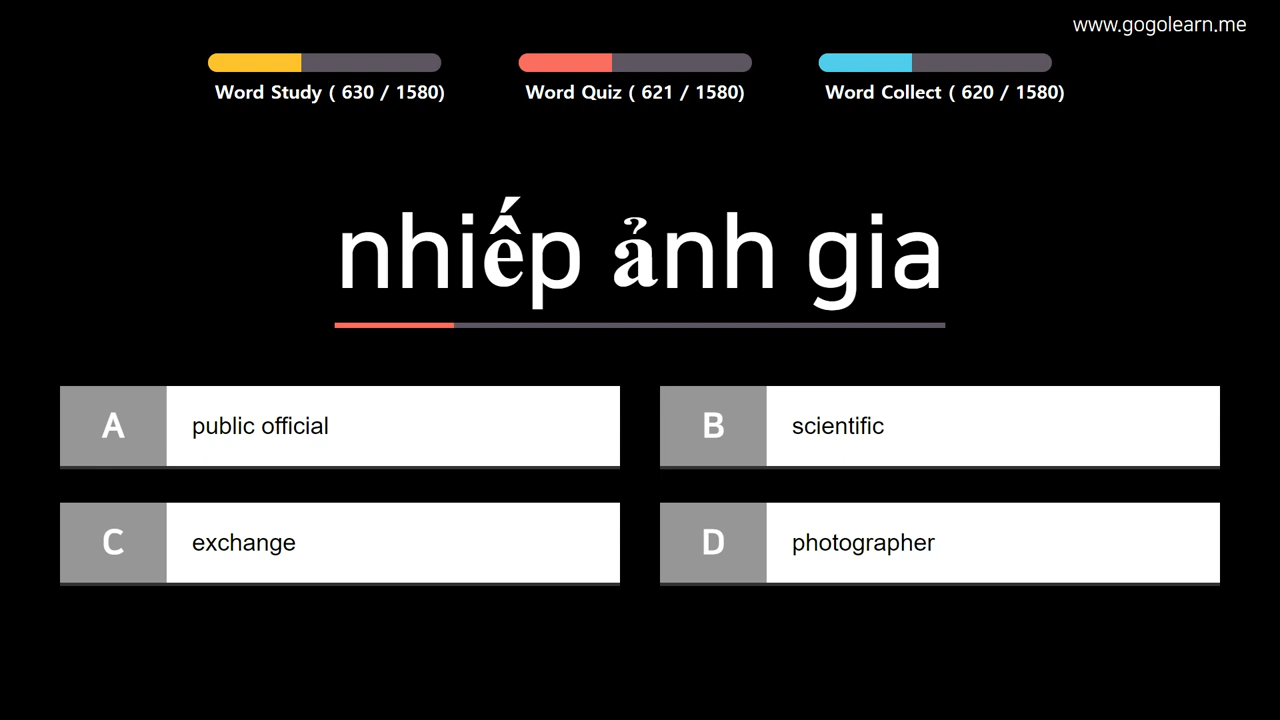 www.gogolearn.me
Word Study ( 630 / 1580)
Word Quiz ( 621 / 1580)
Word Collect ( 620 / 1580)
nhiếp ảnh gia
A public official
B scientific
C exchange
D photographer